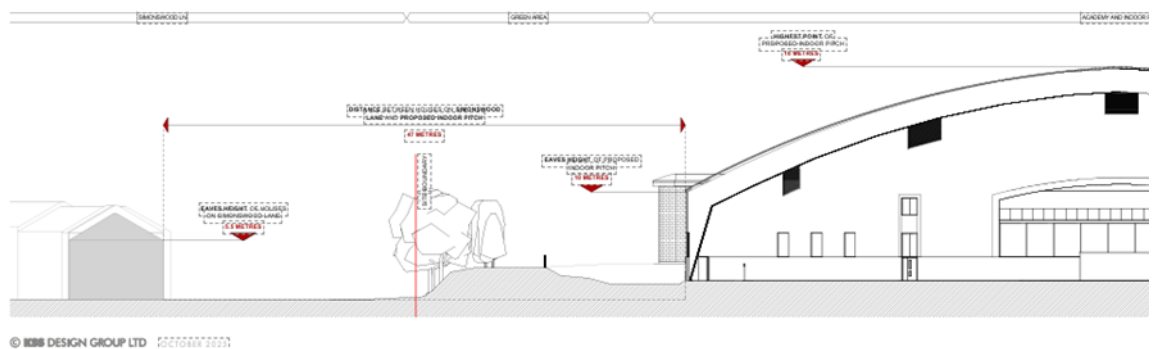 SIMONSWOOD LN
GREEN AREA
ACADEMY AND INDOOR
HIGHEST POINT OF
PROPOSED INDOOR PITCH
DISTANCE BETWEEN HOUSES ON SIMONSWOOD
LANE AND PROPOSED INDOOR PITCH
47 METRES
SITE BOUNDARY
EAVES HEIGHT OF PROPOSED
INDOOR PITCH
10 METRES
EAVES HEIGHT OF HOUSES
ON SIMONSWOOD LANE
5.5 METRES
© KSS DESIGN GROUP LTD OCTOBER 2023